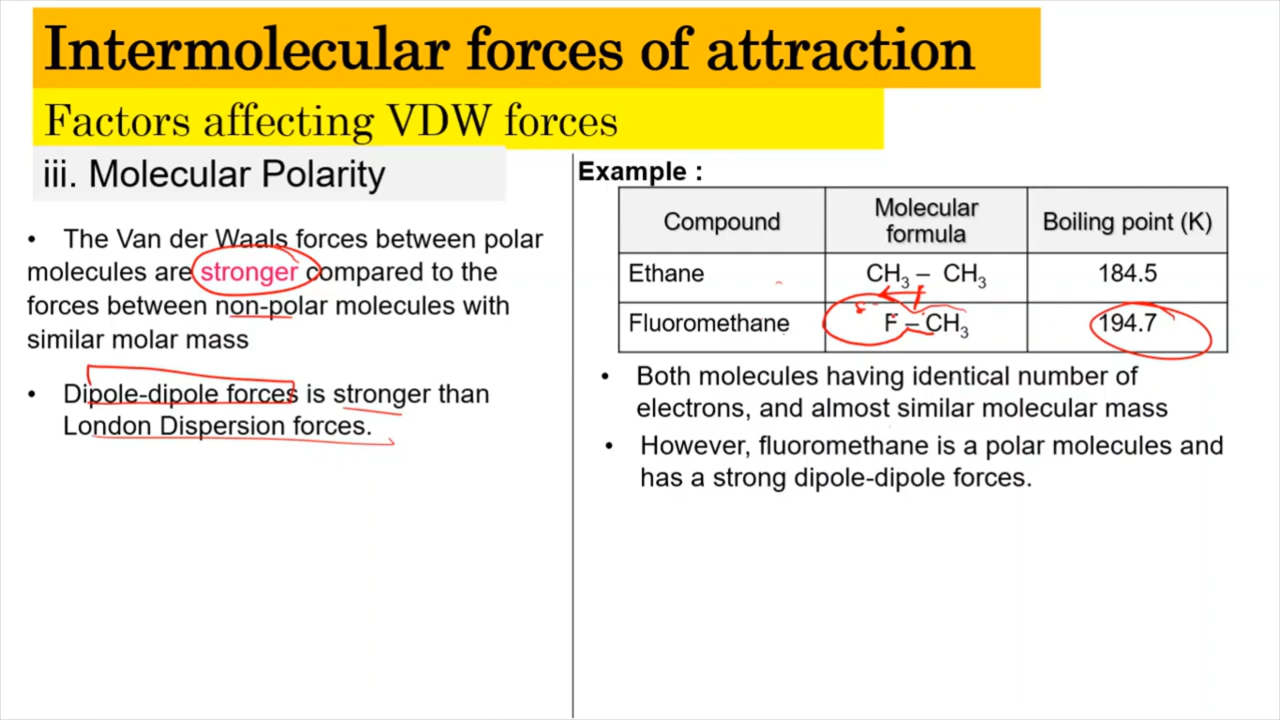 Intermolecular forces of attraction
Factors affecting VDW forces
iii. Molecular Polarity
• The Van der Waals forces between polar
molecules are stronger compared to the
forces between non-polar molecules with
similar molar mass
• Dipole-dipole forces is stronger than
London Dispersion forces.
Example :
Compound Molecular formula Boiling point (K)
Ethane CH₃ – CH₃ 184.5
Fluoromethane F – CH₃ 194.7
• Both molecules having identical number of
electrons, and almost similar molecular mass
• However, fluoromethane is a polar molecules and
has a strong dipole-dipole forces.